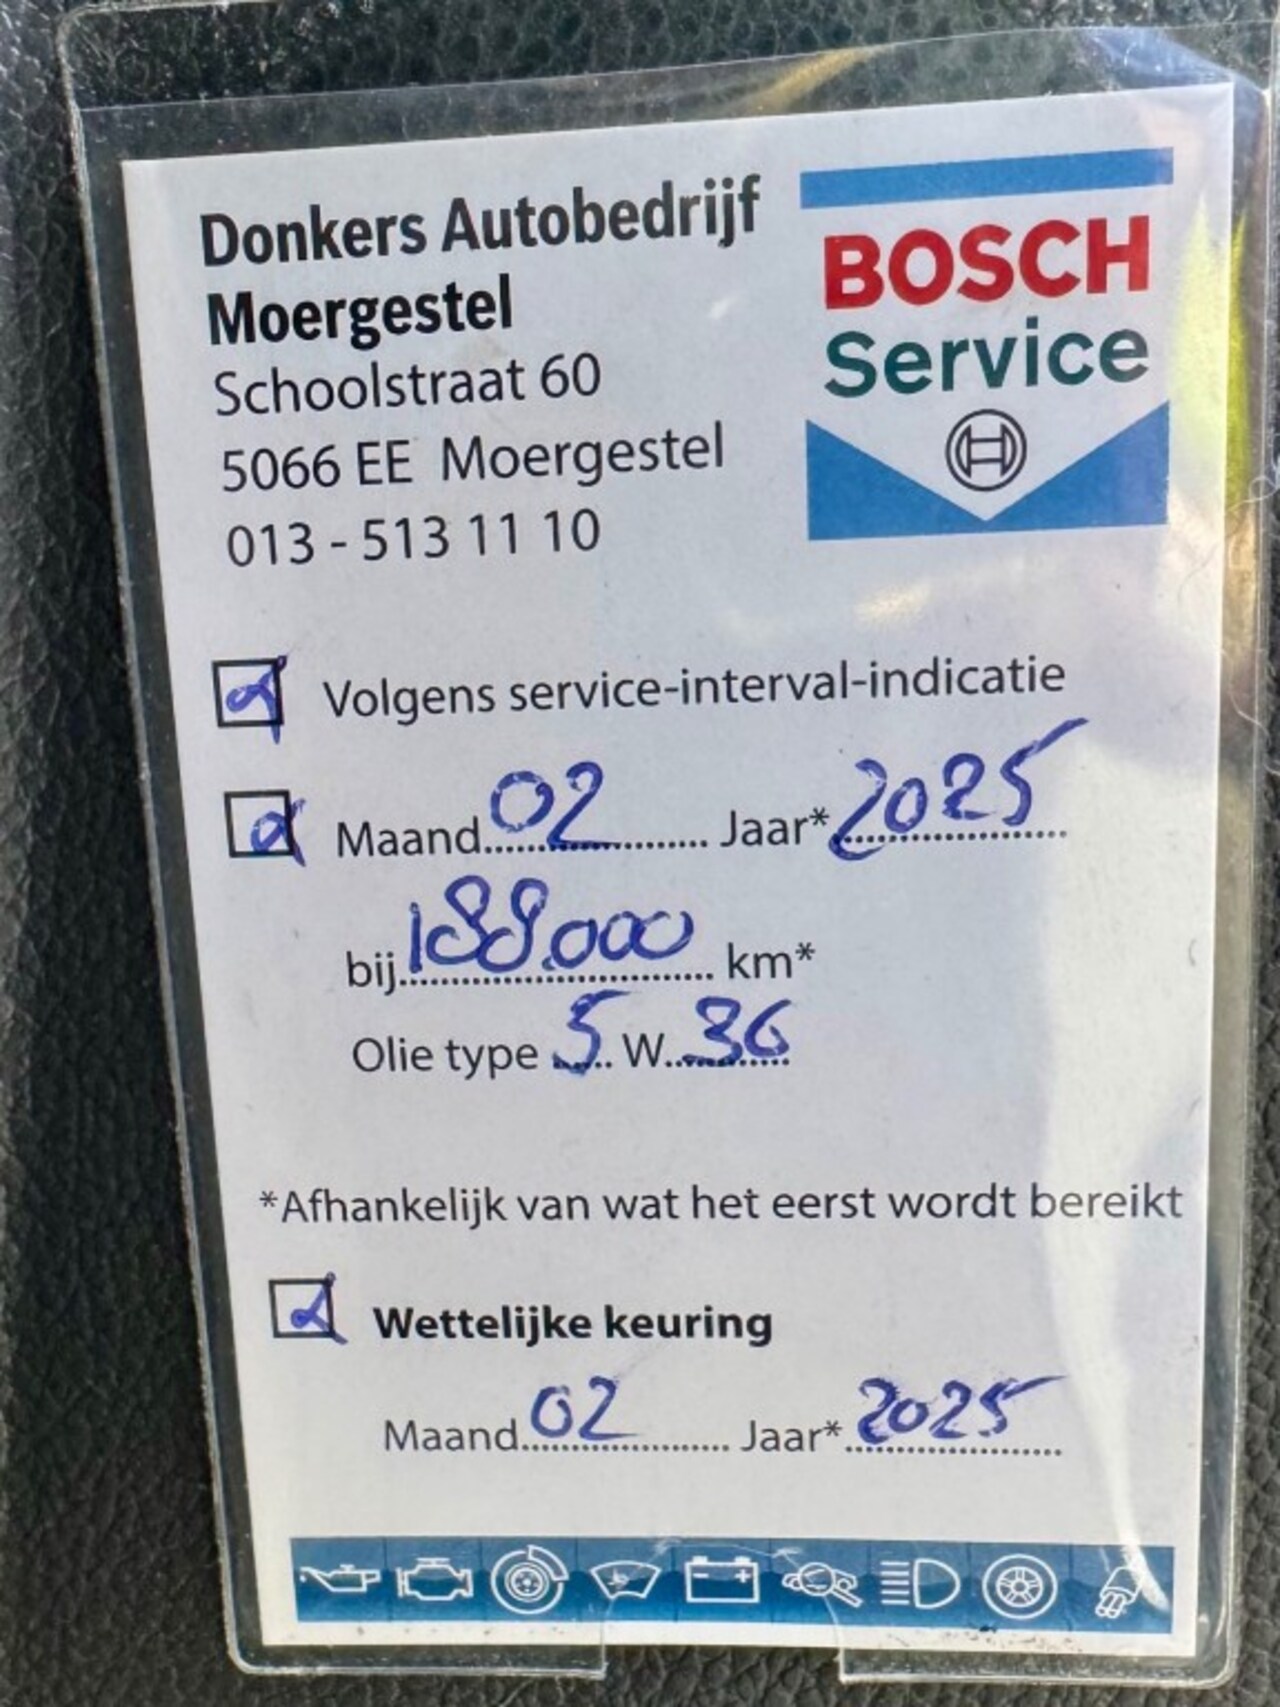 Donkers Autobedrijf
Moergestel
Schoolstraat 60
5066 EE Moergestel
013 - 513 11 10
BOSCH
Service
Volgens service-interval-indicatie
Maand 02 Jaar* 2025
bij 188.000 km*
Olie type 5 W 36
*Afhankelijk van wat het eerst wordt bereikt
Wettelijke keuring
Maand 02 Jaar* 2025